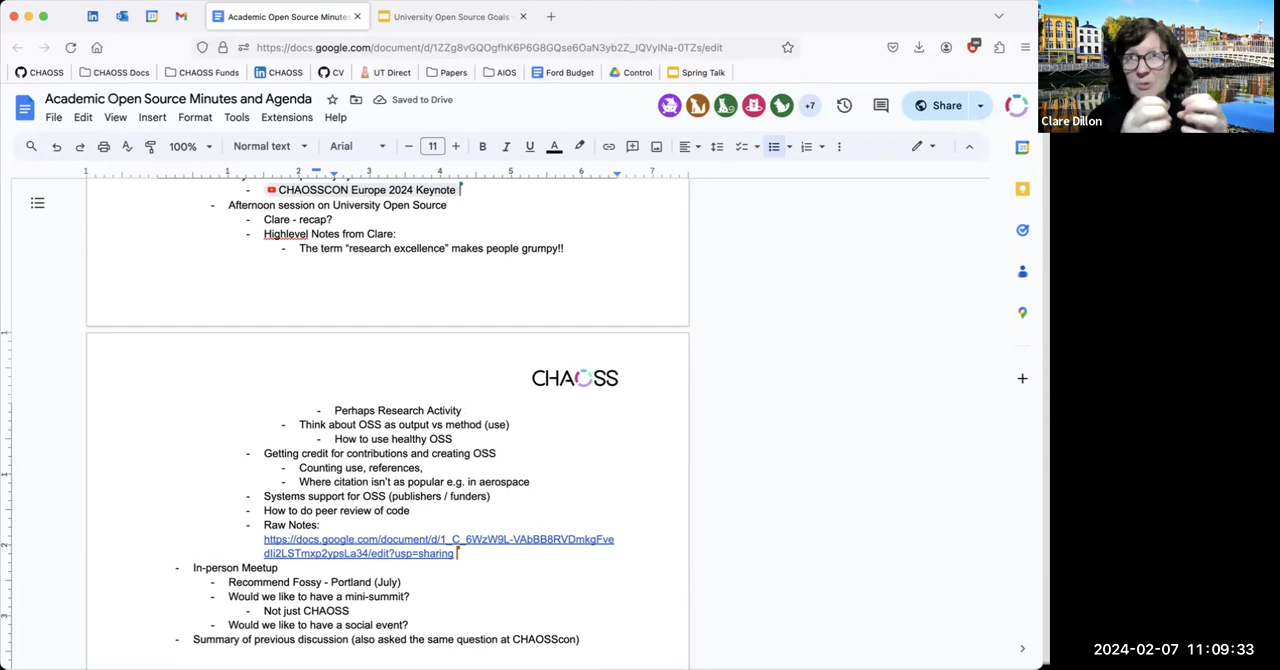 Academic Open Source Minutes
University Open Source Goals
https://docs.google.com/document/d/1ZZg8vGQOgfhK6P6G8GQse6OaN3yb2Z_IQVyINa-0TZs/edit
CHAOSS
CHAOSS Docs
CHAOSS Funds
CHAOSS
CV
UT Direct
Papers
AIOS
Ford Budget
Control
Spring Talk
Clare Dillon
Academic Open Source Minutes and Agenda
Saved to Drive
File Edit View Insert Format Tools Extensions Help
+7
Share
100%
Normal text
Arial
11
1 1 2 3 4 5 6 7
- CHAOSSCON Europe 2024 Keynote
- Afternoon session on University Open Source
- Clare - recap?
- Highlevel Notes from Clare:
- The term “research excellence” makes people grumpy!!
CHAOSS
- Perhaps Research Activity
- Think about OSS as output vs method (use)
- How to use healthy OSS
- Getting credit for contributions and creating OSS
- Counting use, references,
- Where citation isn't as popular e.g. in aerospace
- Systems support for OSS (publishers / funders)
- How to do peer review of code
- Raw Notes:
https://docs.google.com/document/d/1_C_6WzW9L-VAbBB8RVDmkgFve
dIi2LSTmxp2ypsLa34/edit?usp=sharing
- In-person Meetup
- Recommend Fossy - Portland (July)
- Would we like to have a mini-summit?
- Not just CHAOSS
- Would we like to have a social event?
- Summary of previous discussion (also asked the same question at CHAOSScon)
2024-02-07 11:09:33